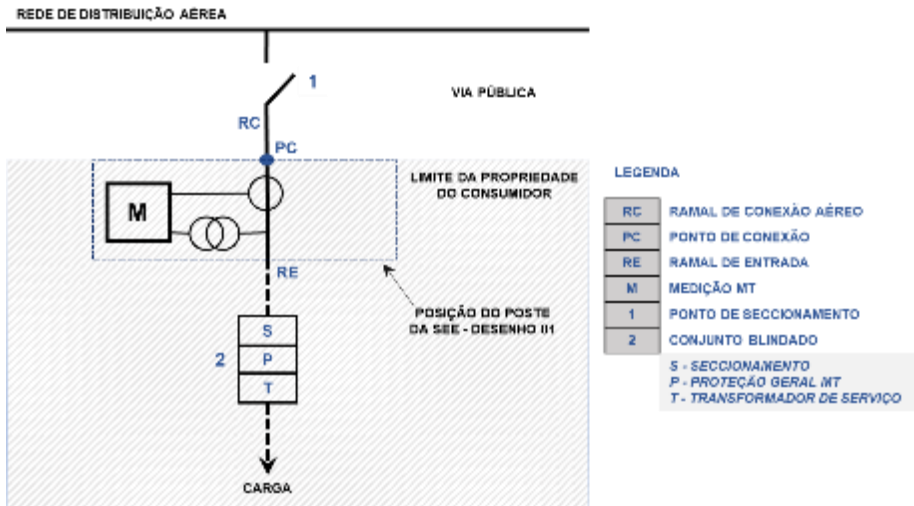 REDE DE DISTRIBUIÇÃO AÉREA
1
VIA PÚBLICA
RC
PC
LIMITE DA PROPRIEDADE
DO CONSUMIDOR
M
RE
POSIÇÃO DO POSTE
DA SEE - DESENHO 01
2
S
P
T
CARGA
LEGENDA
RC RAMAL DE CONEXÃO AÉREO
PC PONTO DE CONEXÃO
RE RAMAL DE ENTRADA
M MEDIÇÃO MT
1 PONTO DE SECCIONAMENTO
2 CONJUNTO BLINDADO
S - SECCIONAMENTO
P - PROTEÇÃO GERAL MT
T - TRANSFORMADOR DE SERVIÇO